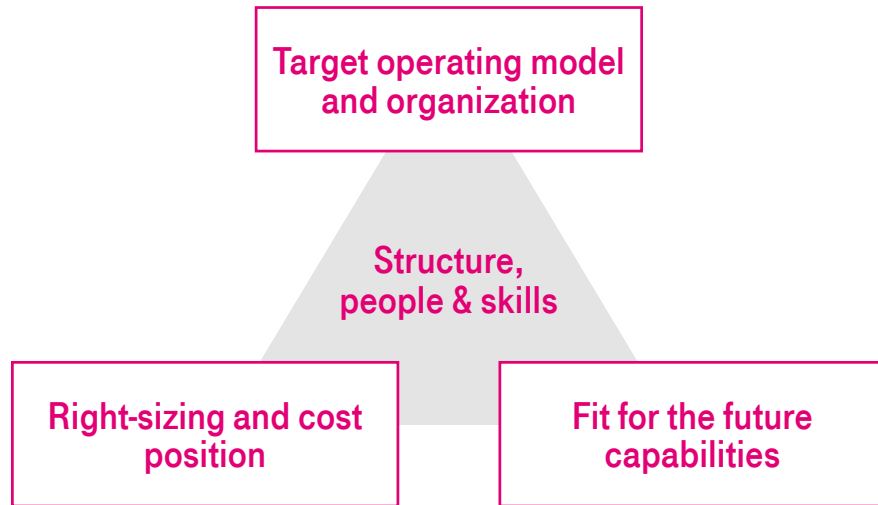 Target operating model
and organization
Structure,
people & skills
Right-sizing and cost
position
Fit for the future
capabilities